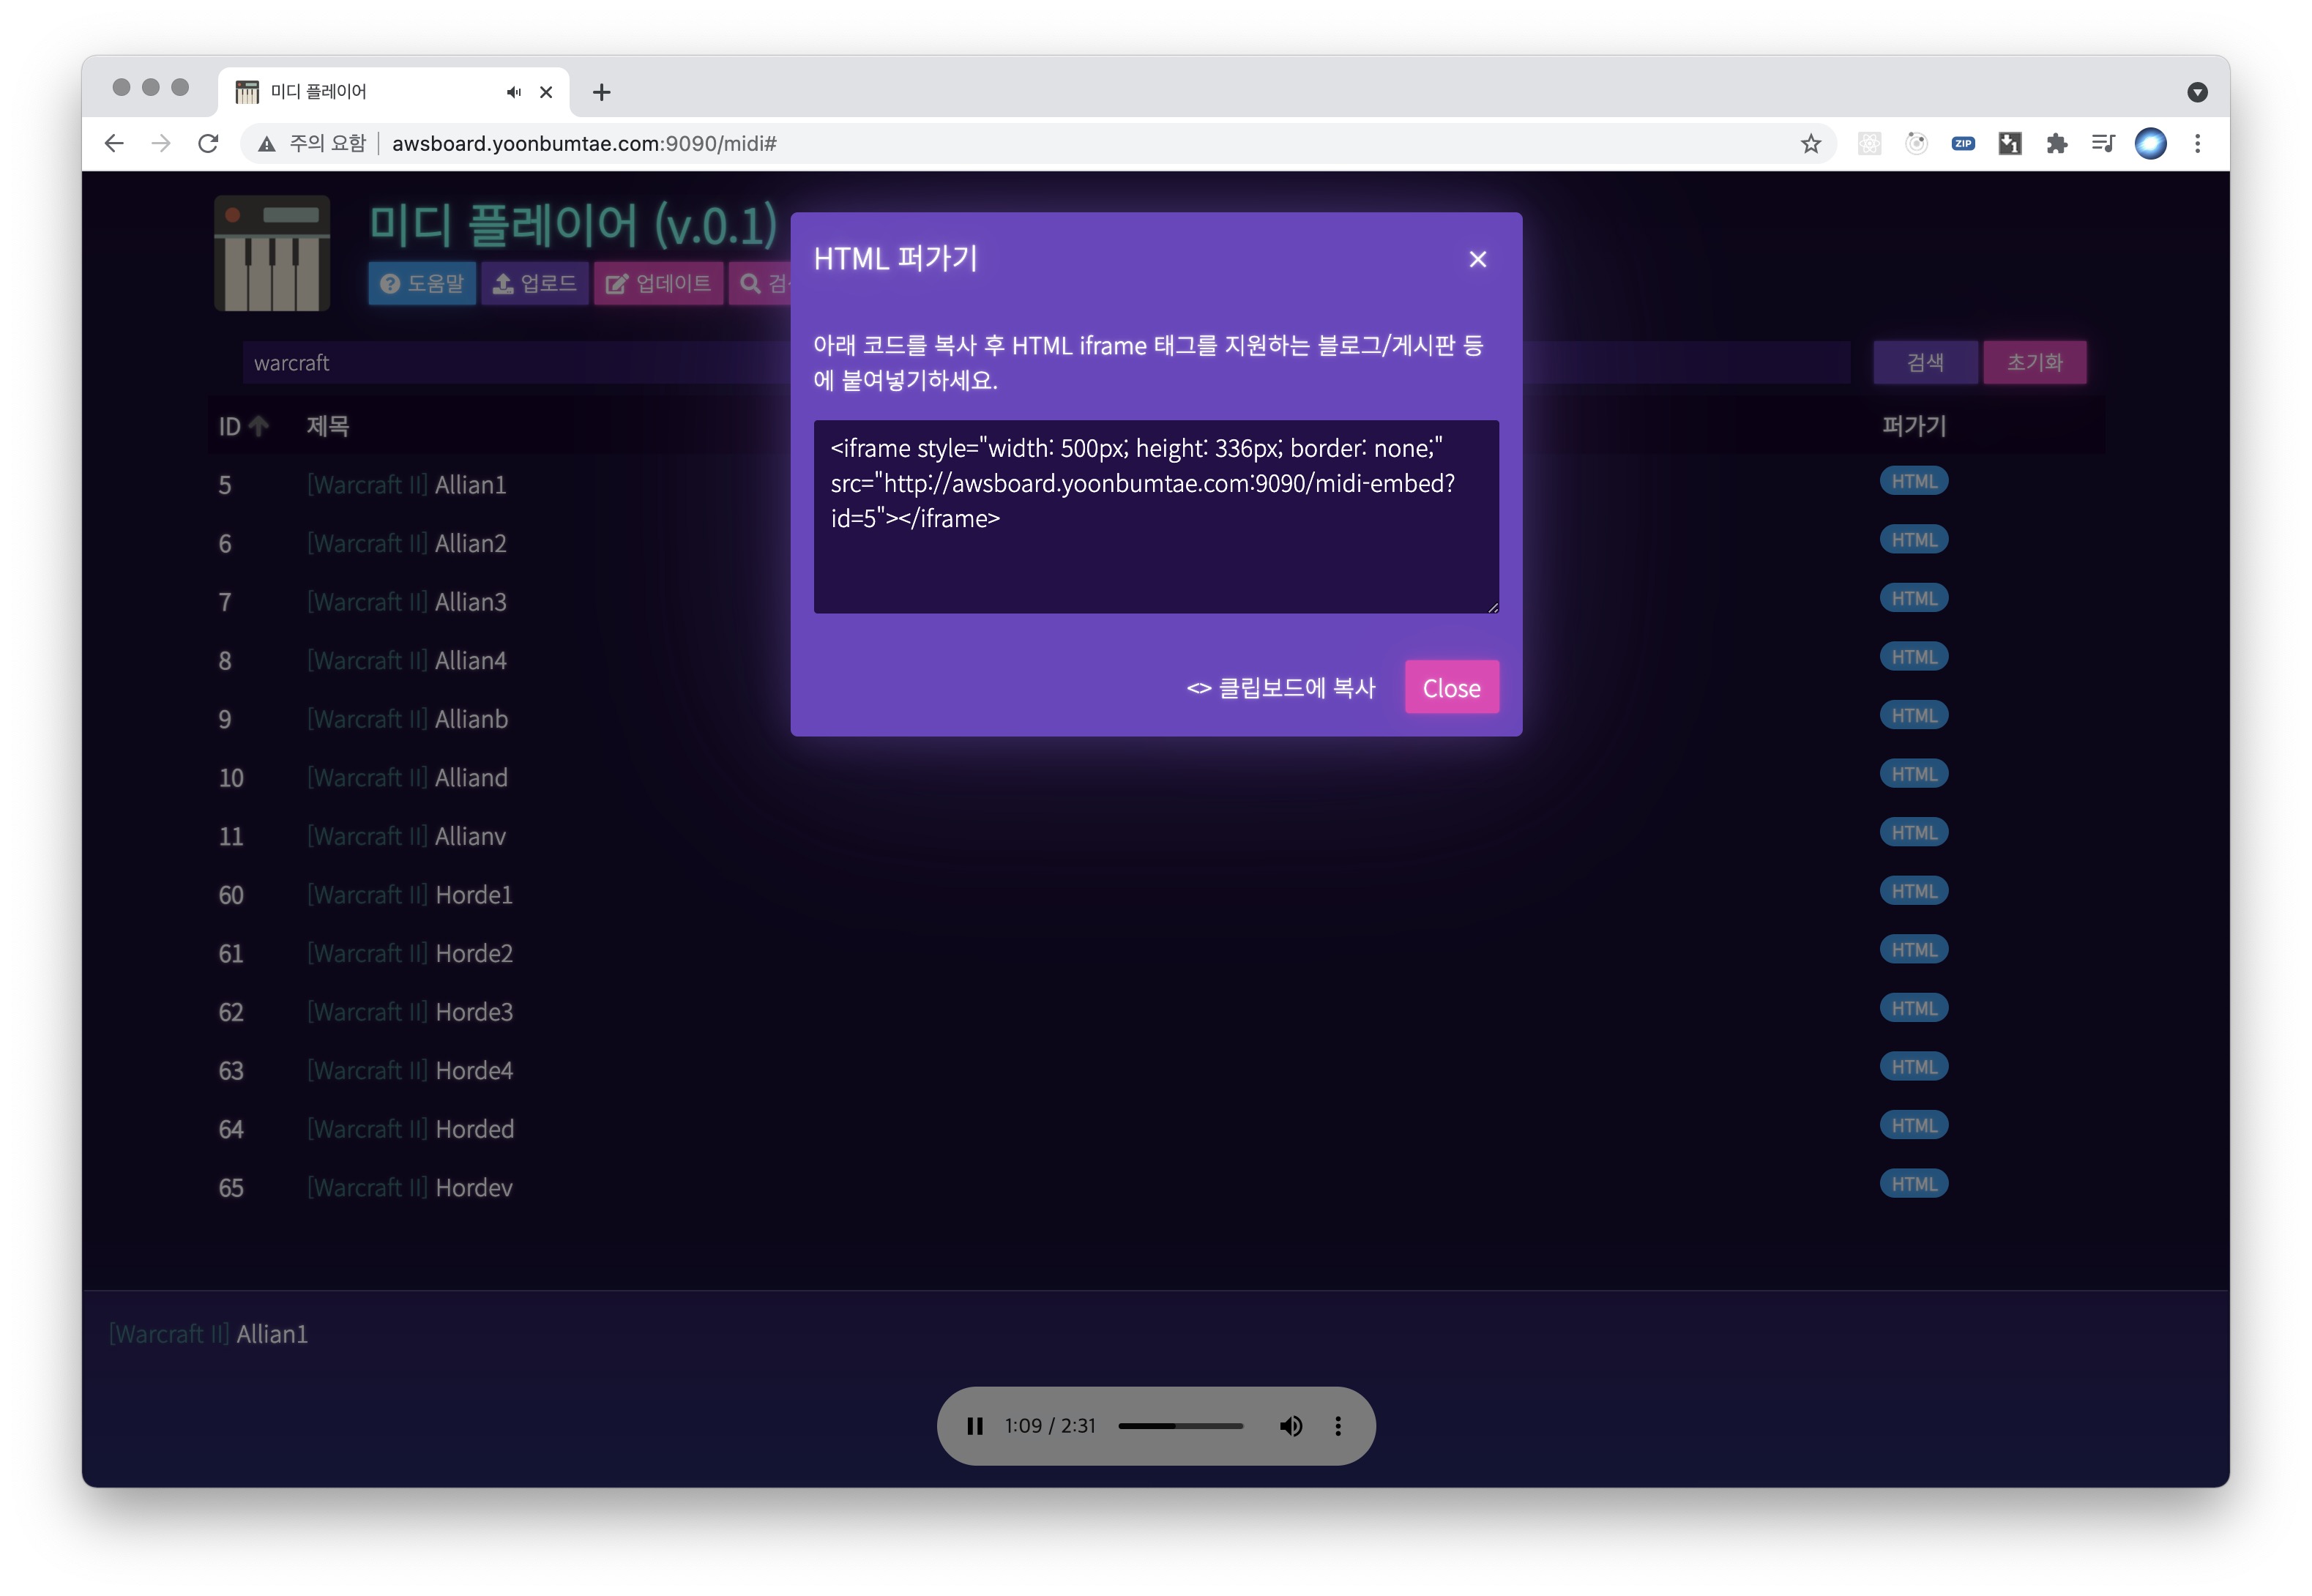 미디 플레이어
주의 요함 awsboard.yoonbumtae.com:9090/midi#
ZIP
1
미디 플레이어 (v.0.1)
도움말 업로드 업데이트
warcraft 검색 초기화
ID 제목 퍼가기
5 [Warcraft II] Allian1 HTML
6 [Warcraft II] Allian2 HTML
7 [Warcraft II] Allian3 HTML
8 [Warcraft II] Allian4 HTML
9 [Warcraft II] Allianb HTML
10 [Warcraft II] Alliand HTML
11 [Warcraft II] Allianv HTML
60 [Warcraft II] Horde1 HTML
61 [Warcraft II] Horde2 HTML
62 [Warcraft II] Horde3 HTML
63 [Warcraft II] Horde4 HTML
64 [Warcraft II] Horded HTML
65 [Warcraft II] Hordev HTML
HTML 퍼가기
아래 코드를 복사 후 HTML iframe 태그를 지원하는 블로그/게시판 등
에 붙여넣기하세요.
<iframe style="width: 500px; height: 336px; border: none;"
src="http://awsboard.yoonbumtae.com:9090/midi-embed?
id=5"></iframe>
<> 클립보드에 복사 Close
[Warcraft II] Allian1
1:09 / 2:31